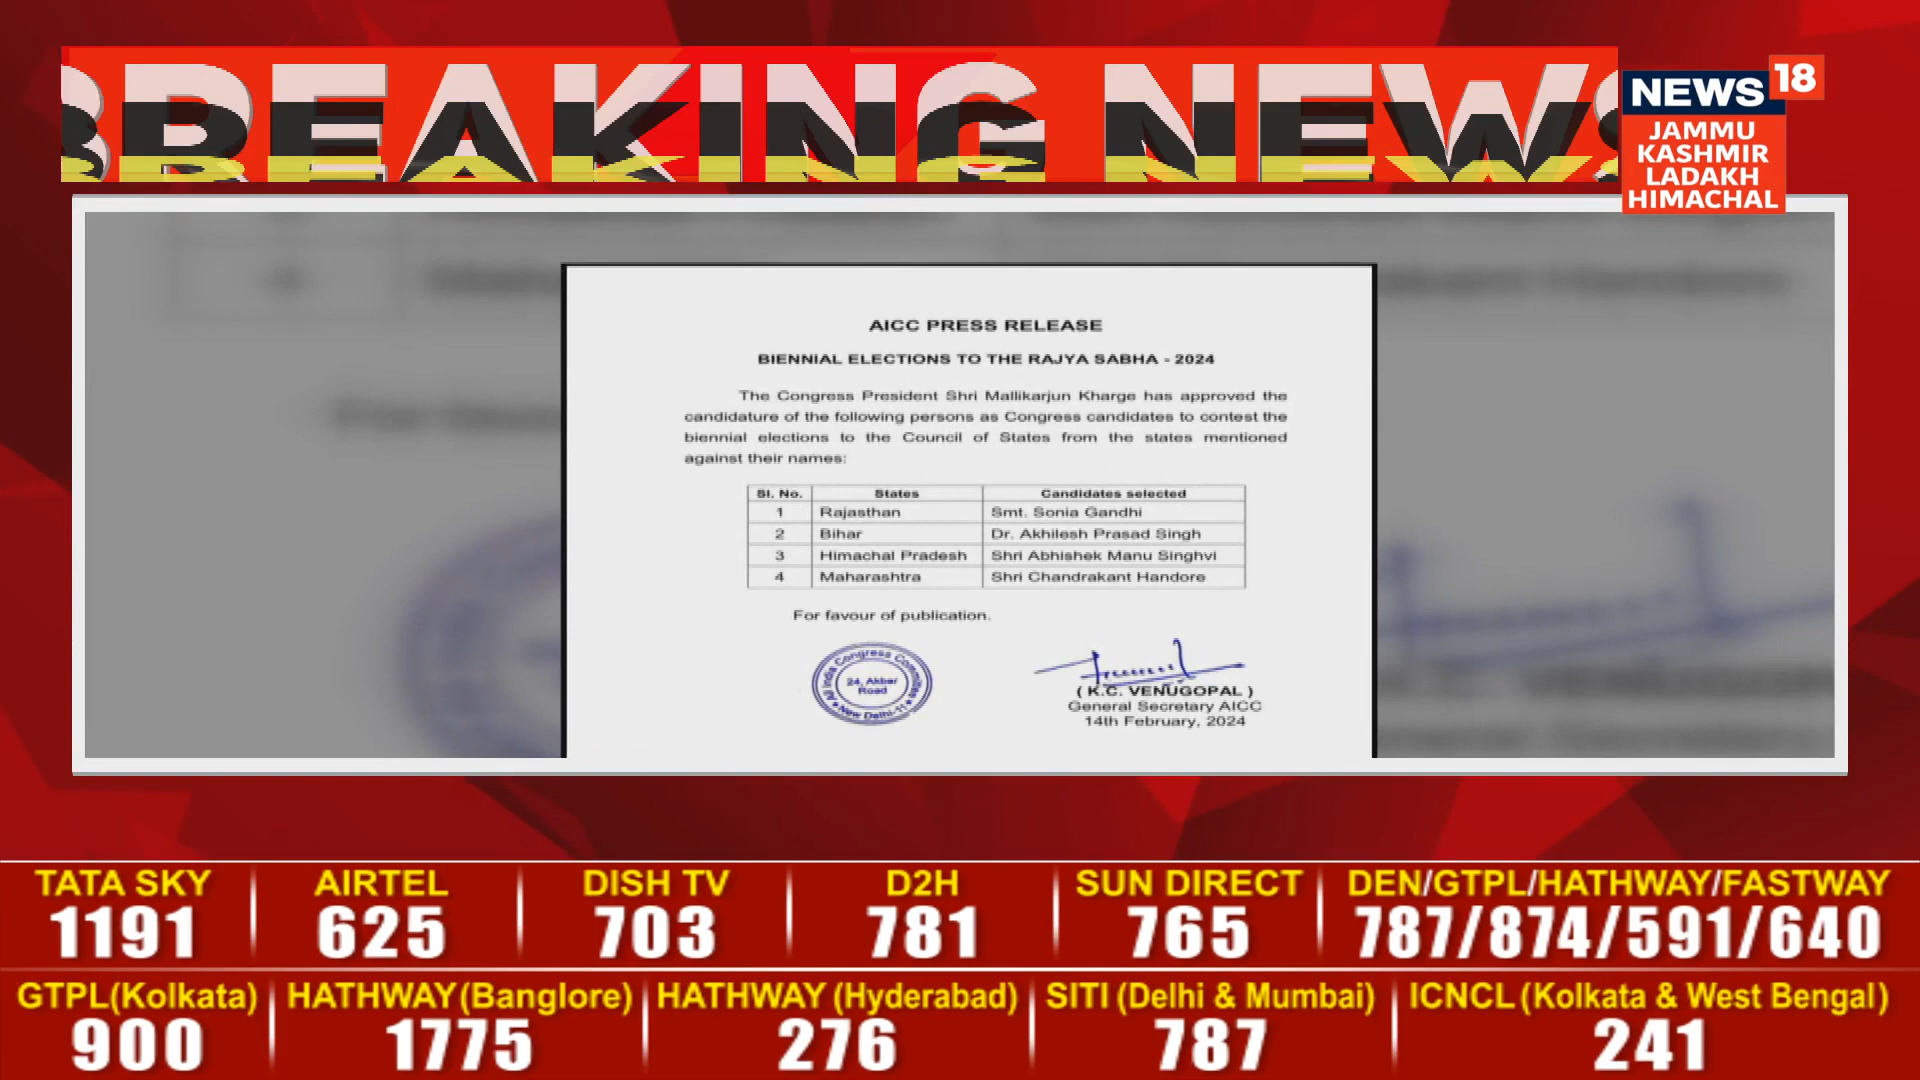 BREAKING NEWS
NEWS 18
JAMMU
KASHMIR
LADAKH
HIMACHAL
AICC PRESS RELEASE
BIENNIAL ELECTIONS TO THE RAJYA SABHA - 2024
The Congress President Shri Mallikarjun Kharge has approved the
candidature of the following persons as Congress candidates to contest the
biennial elections to the Council of States from the states mentioned
against their names:
Sl. No. States Candidates selected
1 Rajasthan Smt. Sonia Gandhi
2 Bihar Dr. Akhilesh Prasad Singh
3 Himachal Pradesh Shri Abhishek Manu Singhvi
4 Maharashtra Shri Chandrakant Handore
For favour of publication.
All India Congress Committee
24, Akbar
Road
New Delhi-11
( K.C. VENUGOPAL )
General Secretary AICC
14th February, 2024
TATA SKY AIRTEL DISH TV D2H SUN DIRECT DEN/GTPL/HATHWAY/FASTWAY
1191 625 703 781 765 787/874/591/640
GTPL(Kolkata) HATHWAY(Banglore) HATHWAY (Hyderabad) SITI (Delhi & Mumbai) ICNCL (Kolkata & West Bengal)
900 1775 276 787 241